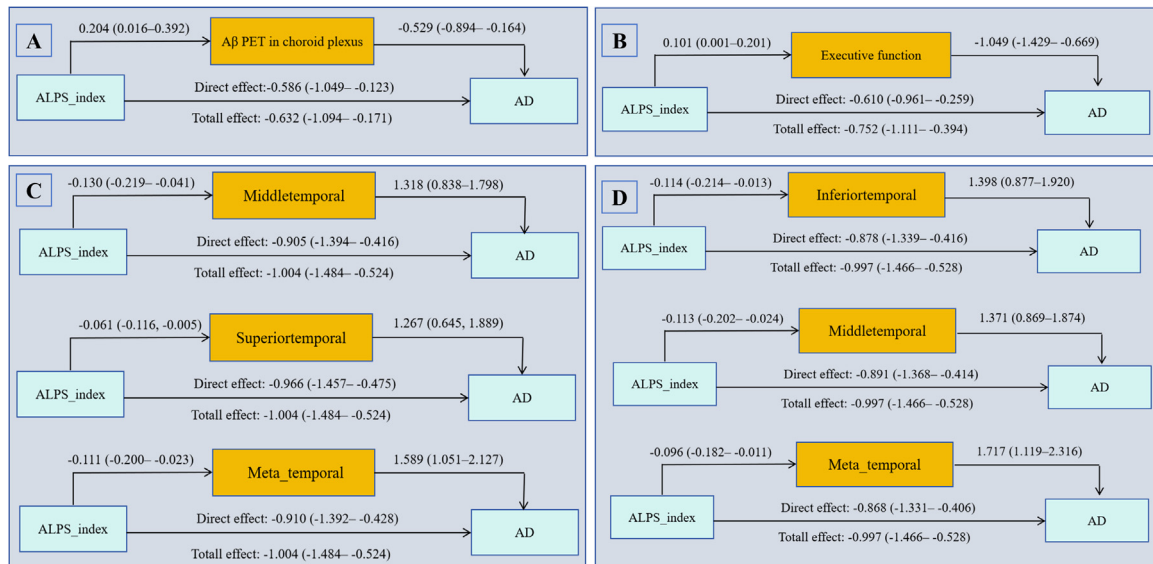 A
0.204 (0.016–0.392)
Aβ PET in choroid plexus
-0.529 (-0.894– -0.164)
ALPS_index
Direct effect:-0.586 (-1.049– -0.123)
Totall effect: -0.632 (-1.094– -0.171)
AD
B
0.101 (0.001–0.201)
Executive function
-1.049 (-1.429– -0.669)
ALPS_index
Direct effect: -0.610 (-0.961– -0.259)
Totall effect: -0.752 (-1.111– -0.394)
AD
C
-0.130 (-0.219– -0.041)
Middletemporal
1.318 (0.838–1.798)
ALPS_index
Direct effect: -0.905 (-1.394– -0.416)
Totall effect: -1.004 (-1.484– -0.524)
AD
-0.061 (-0.116, -0.005)
Superiortemporal
1.267 (0.645, 1.889)
ALPS_index
Direct effect: -0.966 (-1.457– -0.475)
Totall effect: -1.004 (-1.484– -0.524)
AD
-0.111 (-0.200– -0.023)
Meta_temporal
1.589 (1.051–2.127)
ALPS_index
Direct effect: -0.910 (-1.392– -0.428)
Totall effect: -1.004 (-1.484– -0.524)
AD
D
-0.114 (-0.214– -0.013)
Inferiortemporal
1.398 (0.877–1.920)
ALPS_index
Direct effect: -0.878 (-1.339– -0.416)
Totall effect: -0.997 (-1.466– -0.528)
AD
-0.113 (-0.202– -0.024)
Middletemporal
1.371 (0.869–1.874)
ALPS_index
Direct effect: -0.891 (-1.368– -0.414)
Totall effect: -0.997 (-1.466– -0.528)
AD
-0.096 (-0.182– -0.011)
Meta_temporal
1.717 (1.119–2.316)
ALPS_index
Direct effect: -0.868 (-1.331– -0.406)
Totall effect: -0.997 (-1.466– -0.528)
AD